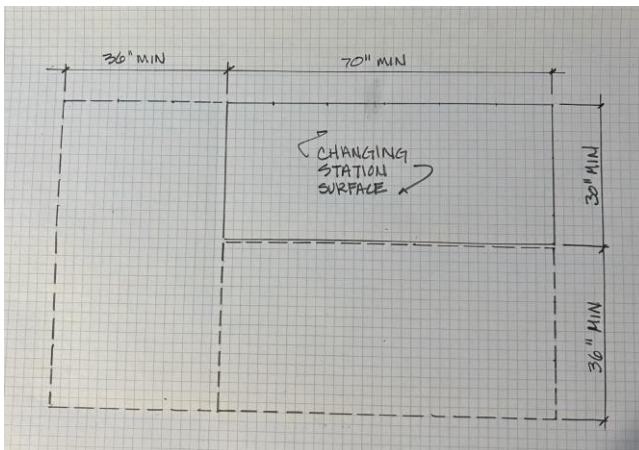 36" MIN
70" MIN
CHANGING
STATION
SURFACE
30" MIN
36" MIN